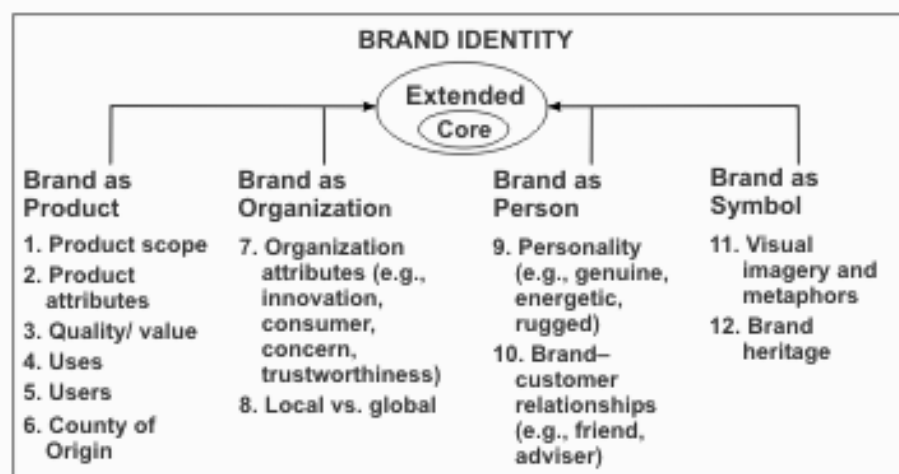 BRAND IDENTITY
Extended
Core
Brand as
Product
1. Product scope
2. Product
attributes
3. Quality/ value
4. Uses
5. Users
6. County of
Origin
Brand as
Organization
7. Organization
attributes (e.g.,
innovation,
consumer,
concern,
trustworthiness)
8. Local vs. global
Brand as
Person
9. Personality
(e.g., genuine,
energetic,
rugged)
10. Brand–
customer
relationships
(e.g., friend,
adviser)
Brand as
Symbol
11. Visual
imagery and
metaphors
12. Brand
heritage